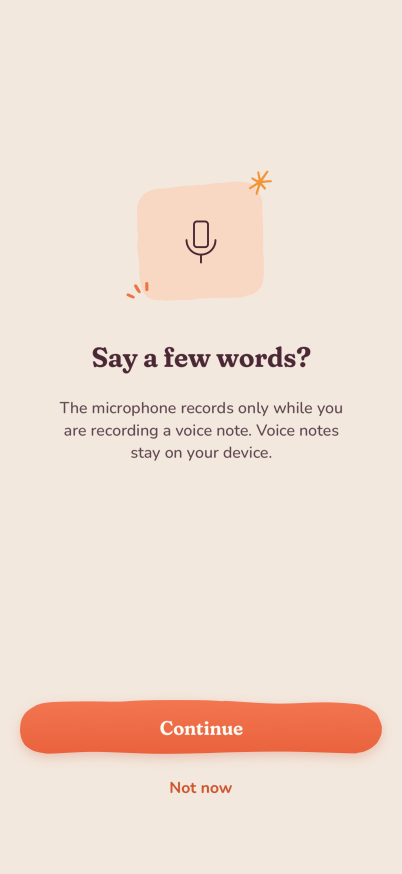 Say a few words?
The microphone records only while you
are recording a voice note. Voice notes
stay on your device.
Continue
Not now